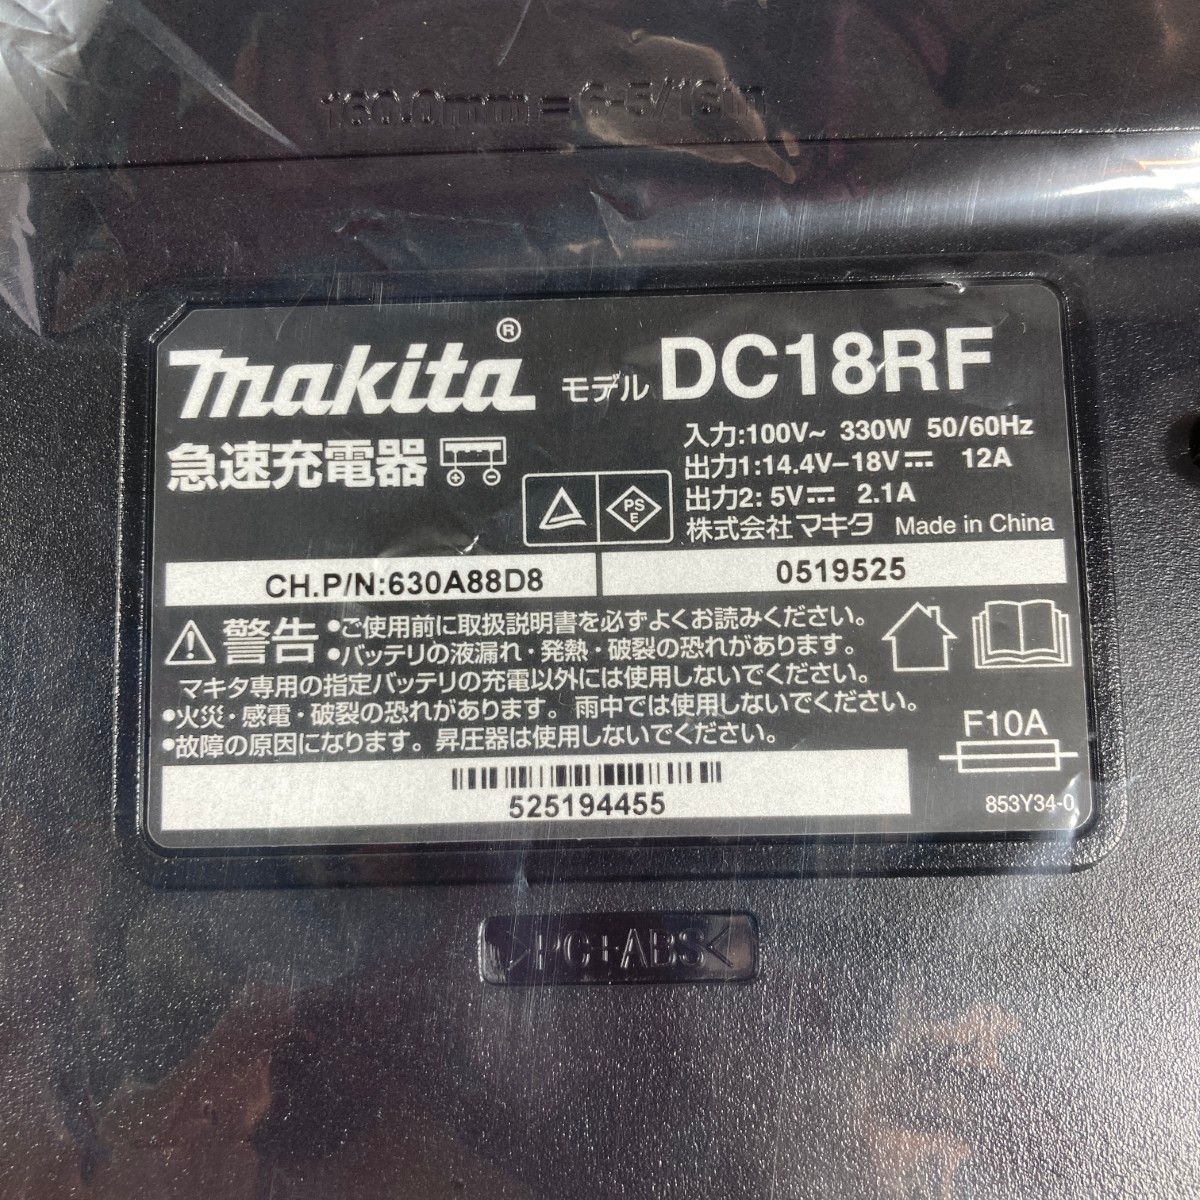 160.0mm = 6-5/16in
makita®
モデル DC18RF
急速充電器
入力:100V~ 330W 50/60Hz
出力1:14.4V–18V⎓ 12A
出力2: 5V⎓ 2.1A
PS
E
株式会社マキタ Made in China
CH.P/N:630A88D8
0519525
警告
•ご使用前に取扱説明書を必ずよくお読みください。
•バッテリの液漏れ・発熱・破裂の恐れがあります。
マキタ専用の指定バッテリの充電以外には使用しないでください。
•火災・感電・破裂の恐れがあります。雨中では使用しないでください。
•故障の原因になります。昇圧器は使用しないでください。
F10A
525194455
853Y34-0
>PC+ABS<